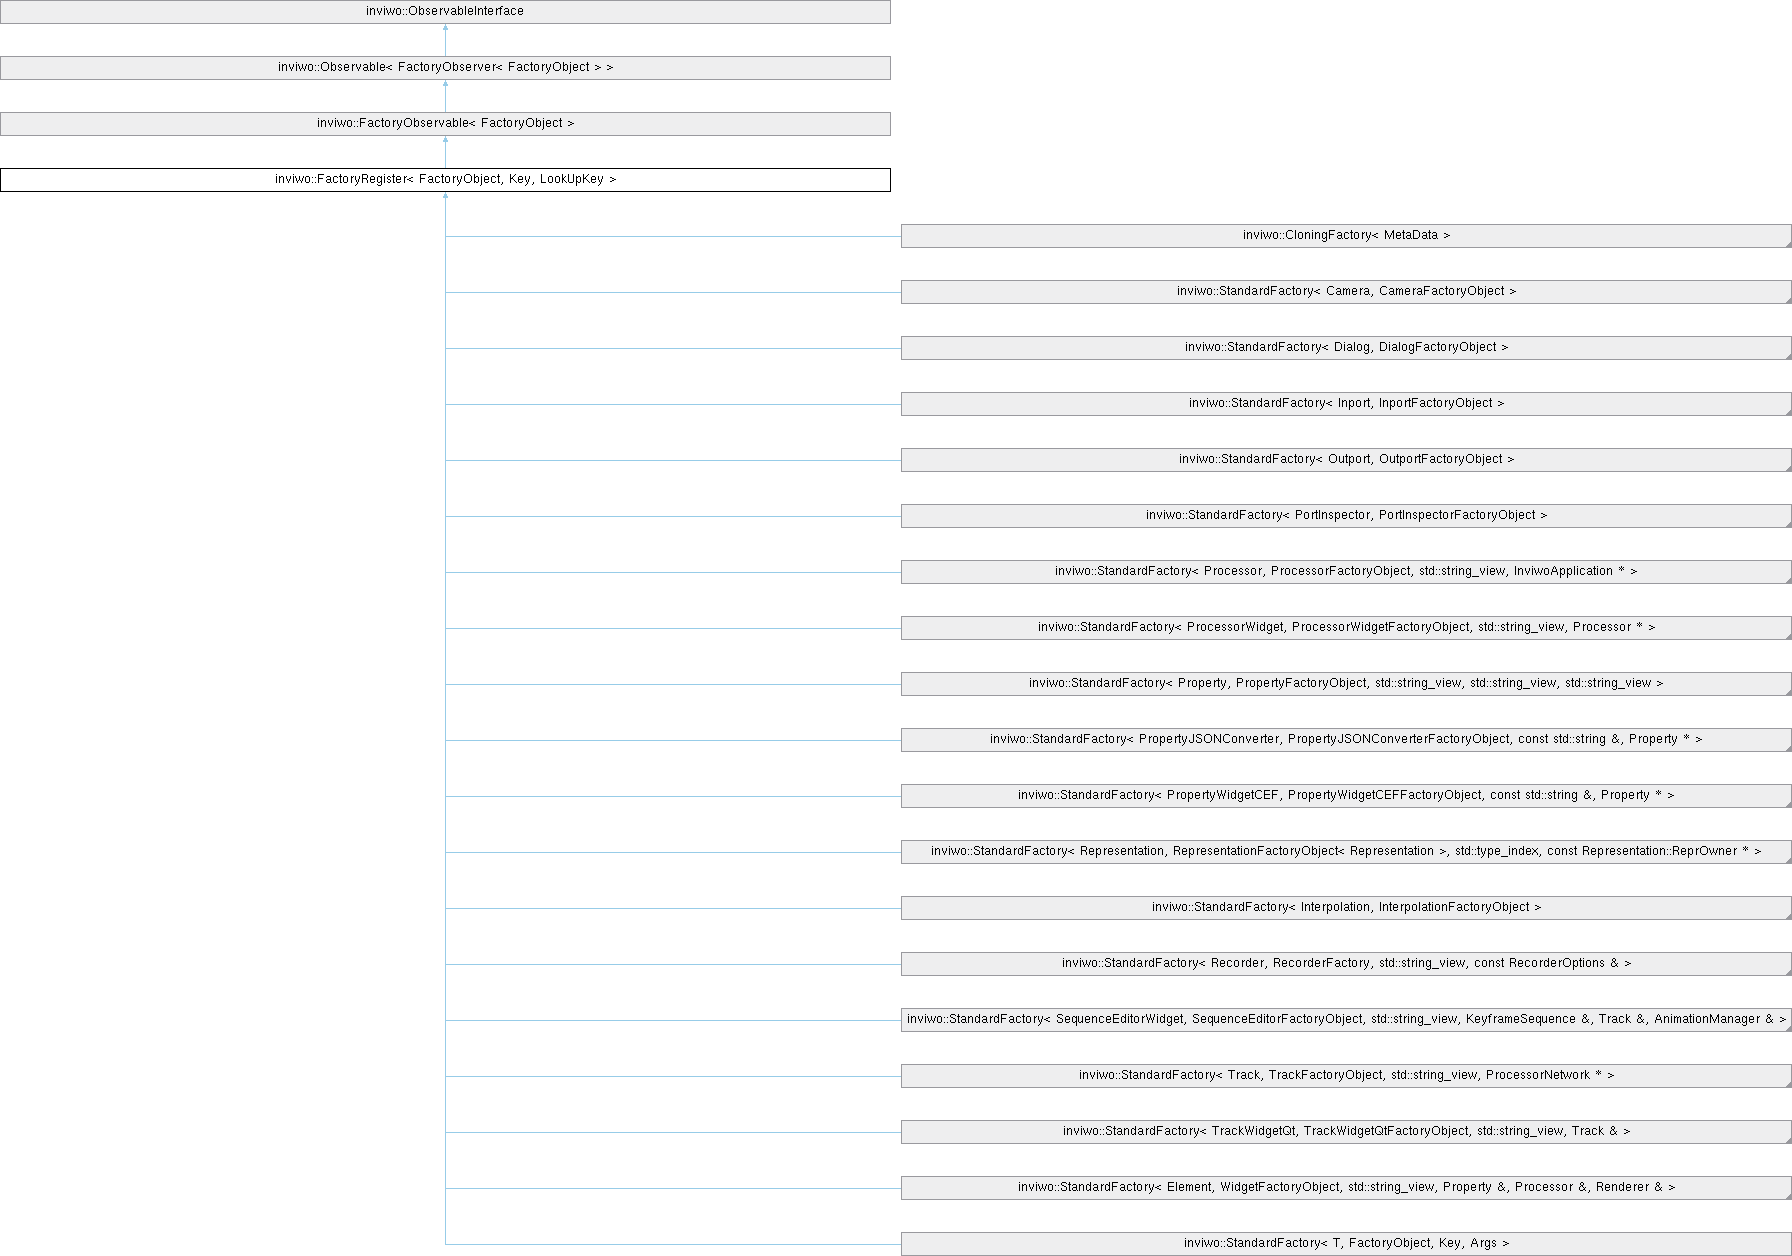 inviwo::ObservableInterface
inviwo::Observable< FactoryObserver< FactoryObject > >
inviwo::FactoryObservable< FactoryObject >
inviwo::FactoryRegister< FactoryObject, Key, LookUpKey >
inviwo::CloningFactory< MetaData >
inviwo::StandardFactory< Camera, CameraFactoryObject >
inviwo::StandardFactory< Dialog, DialogFactoryObject >
inviwo::StandardFactory< Inport, InportFactoryObject >
inviwo::StandardFactory< Outport, OutportFactoryObject >
inviwo::StandardFactory< PortInspector, PortInspectorFactoryObject >
inviwo::StandardFactory< Processor, ProcessorFactoryObject, std::string_view, InviwoApplication * >
inviwo::StandardFactory< ProcessorWidget, ProcessorWidgetFactoryObject, std::string_view, Processor * >
inviwo::StandardFactory< Property, PropertyFactoryObject, std::string_view, std::string_view, std::string_view >
inviwo::StandardFactory< PropertyJSONConverter, PropertyJSONConverterFactoryObject, const std::string &, Property * >
inviwo::StandardFactory< PropertyWidgetCEF, PropertyWidgetCEFFactoryObject, const std::string &, Property * >
inviwo::StandardFactory< Representation, RepresentationFactoryObject< Representation >, std::type_index, const Representation::ReprOwner * >
inviwo::StandardFactory< Interpolation, InterpolationFactoryObject >
inviwo::StandardFactory< Recorder, RecorderFactory, std::string_view, const RecorderOptions & >
inviwo::StandardFactory< SequenceEditorWidget, SequenceEditorFactoryObject, std::string_view, KeyframeSequence &, Track &, AnimationManager & >
inviwo::StandardFactory< Track, TrackFactoryObject, std::string_view, ProcessorNetwork * >
inviwo::StandardFactory< TrackWidgetQt, TrackWidgetQtFactoryObject, std::string_view, Track & >
inviwo::StandardFactory< Element, WidgetFactoryObject, std::string_view, Property &, Processor &, Renderer & >
inviwo::StandardFactory< T, FactoryObject, Key, Args >